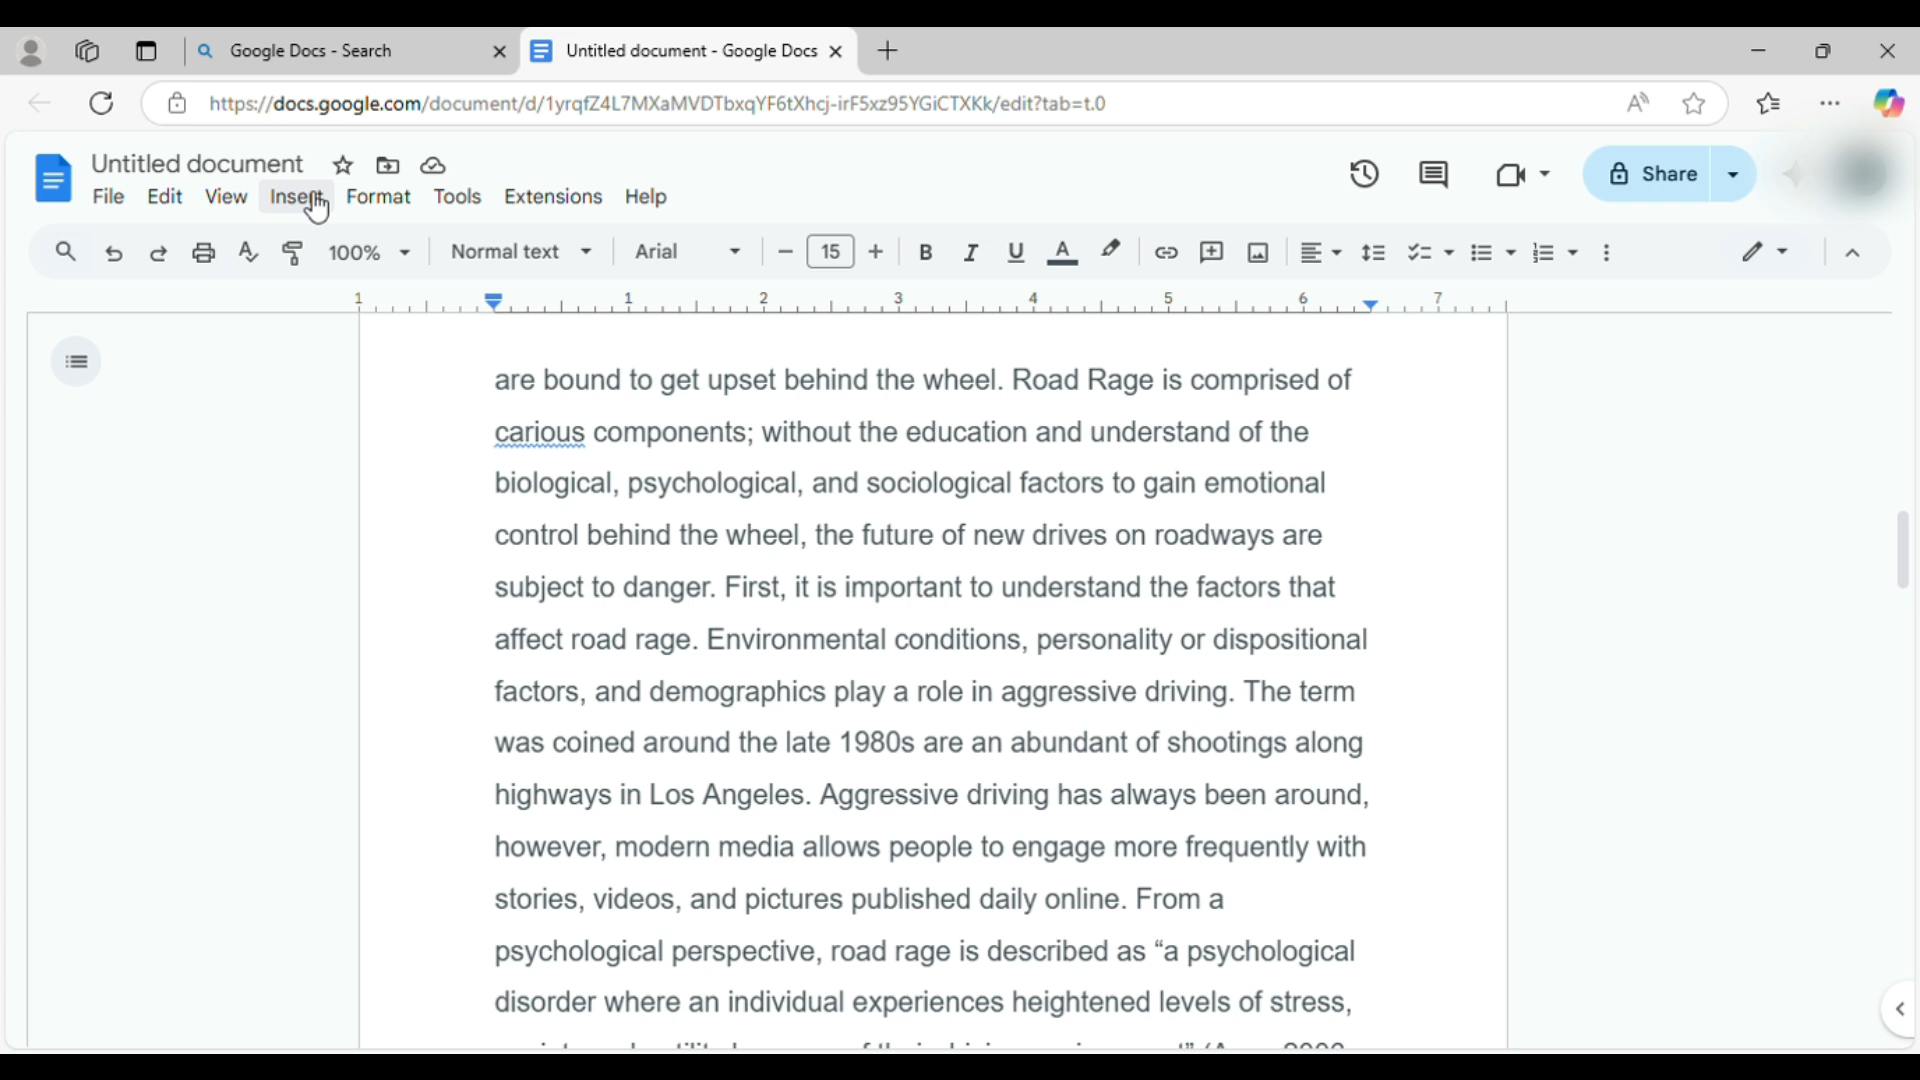 Google Docs - Search
Untitled document - Google Docs
https://docs.google.com/document/d/1yrqfZ4L7MXaMVDTbxqYF6tXhcj-irF5xz95YGiCTXKk/edit?tab=t.0
Untitled document
File Edit View Insert Format Tools Extensions Help
Share
100% Normal text Arial 15
1 1 2 3 4 5 6 7
are bound to get upset behind the wheel. Road Rage is comprised of
carious components; without the education and understand of the
biological, psychological, and sociological factors to gain emotional
control behind the wheel, the future of new drives on roadways are
subject to danger. First, it is important to understand the factors that
affect road rage. Environmental conditions, personality or dispositional
factors, and demographics play a role in aggressive driving. The term
was coined around the late 1980s are an abundant of shootings along
highways in Los Angeles. Aggressive driving has always been around,
however, modern media allows people to engage more frequently with
stories, videos, and pictures published daily online. From a
psychological perspective, road rage is described as “a psychological
disorder where an individual experiences heightened levels of stress,